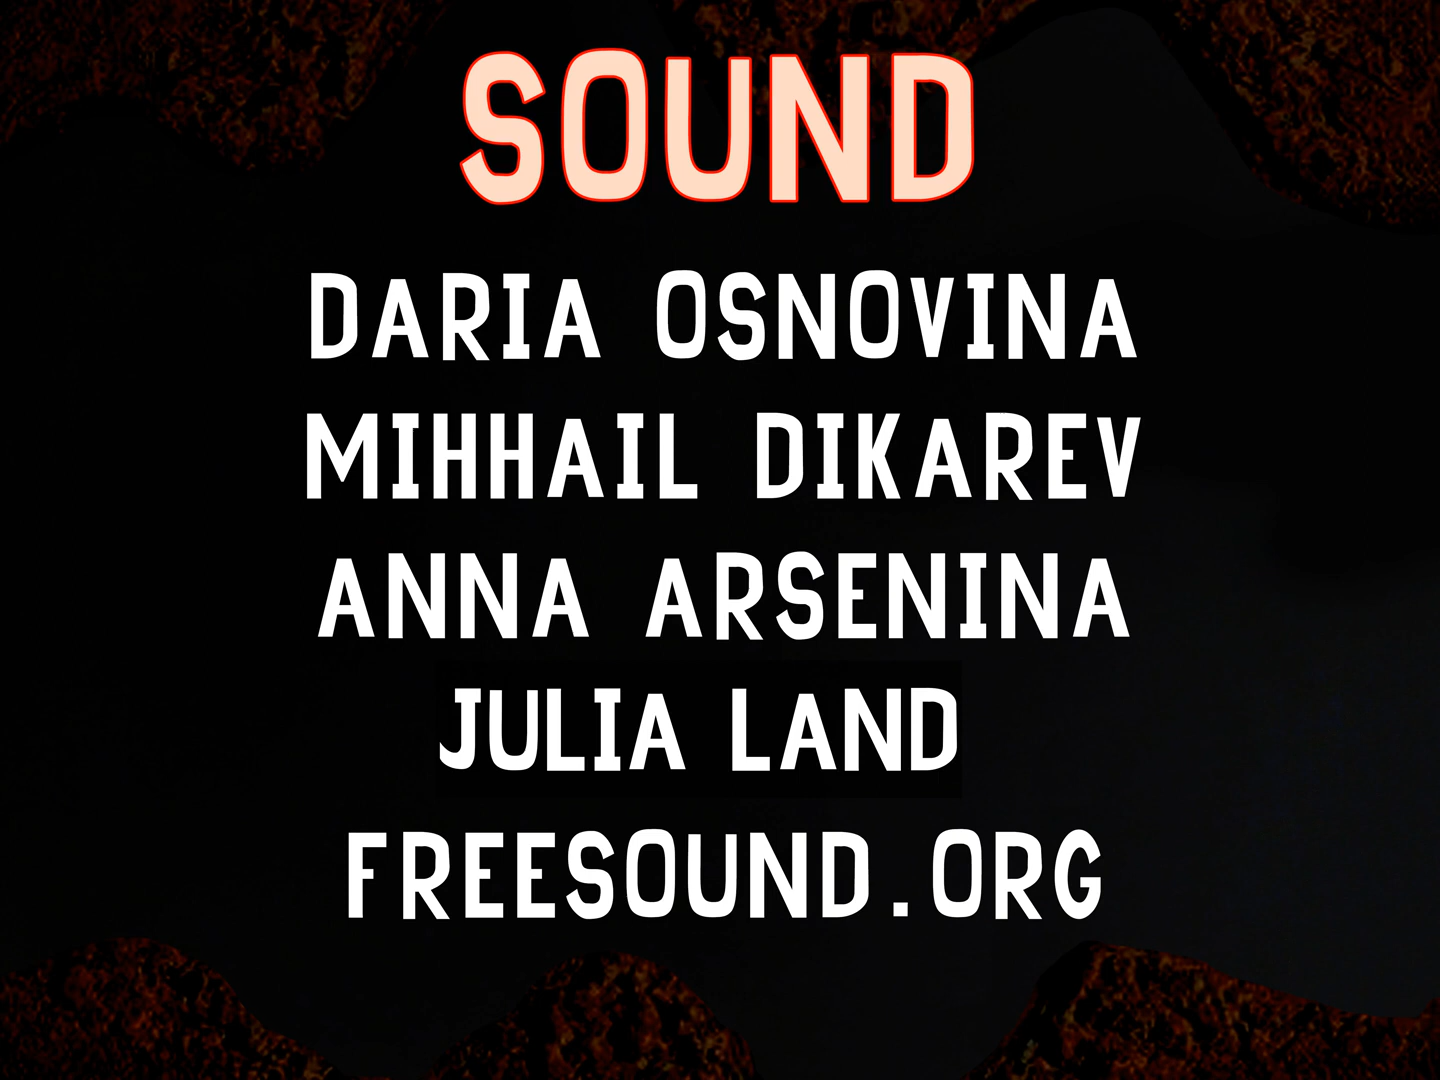 SOUND
DARIA OSNOVINA
MIHHAIL DIKAREV
ANNA ARSENINA
JULIA LAND
FREESOUND.ORG